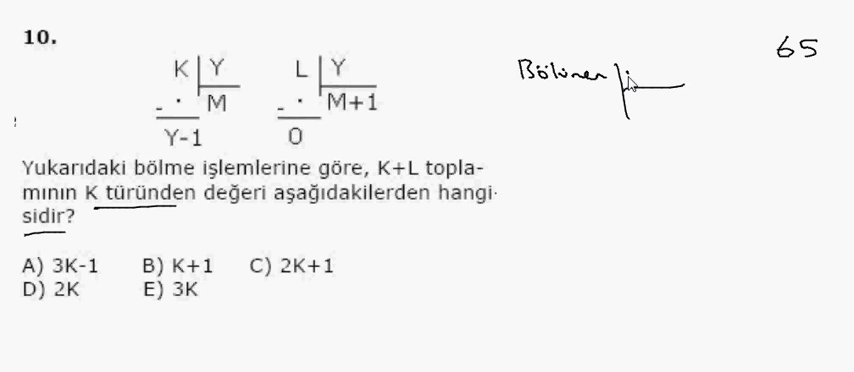 10.
K Y L Y
- . M - . M+1
Y-1 0
Bölünen
65
Yukarıdaki bölme işlemlerine göre, K+L topla-
mının K türünden değeri aşağıdakilerden hangi-
sidir?
A) 3K-1 B) K+1 C) 2K+1
D) 2K E) 3K